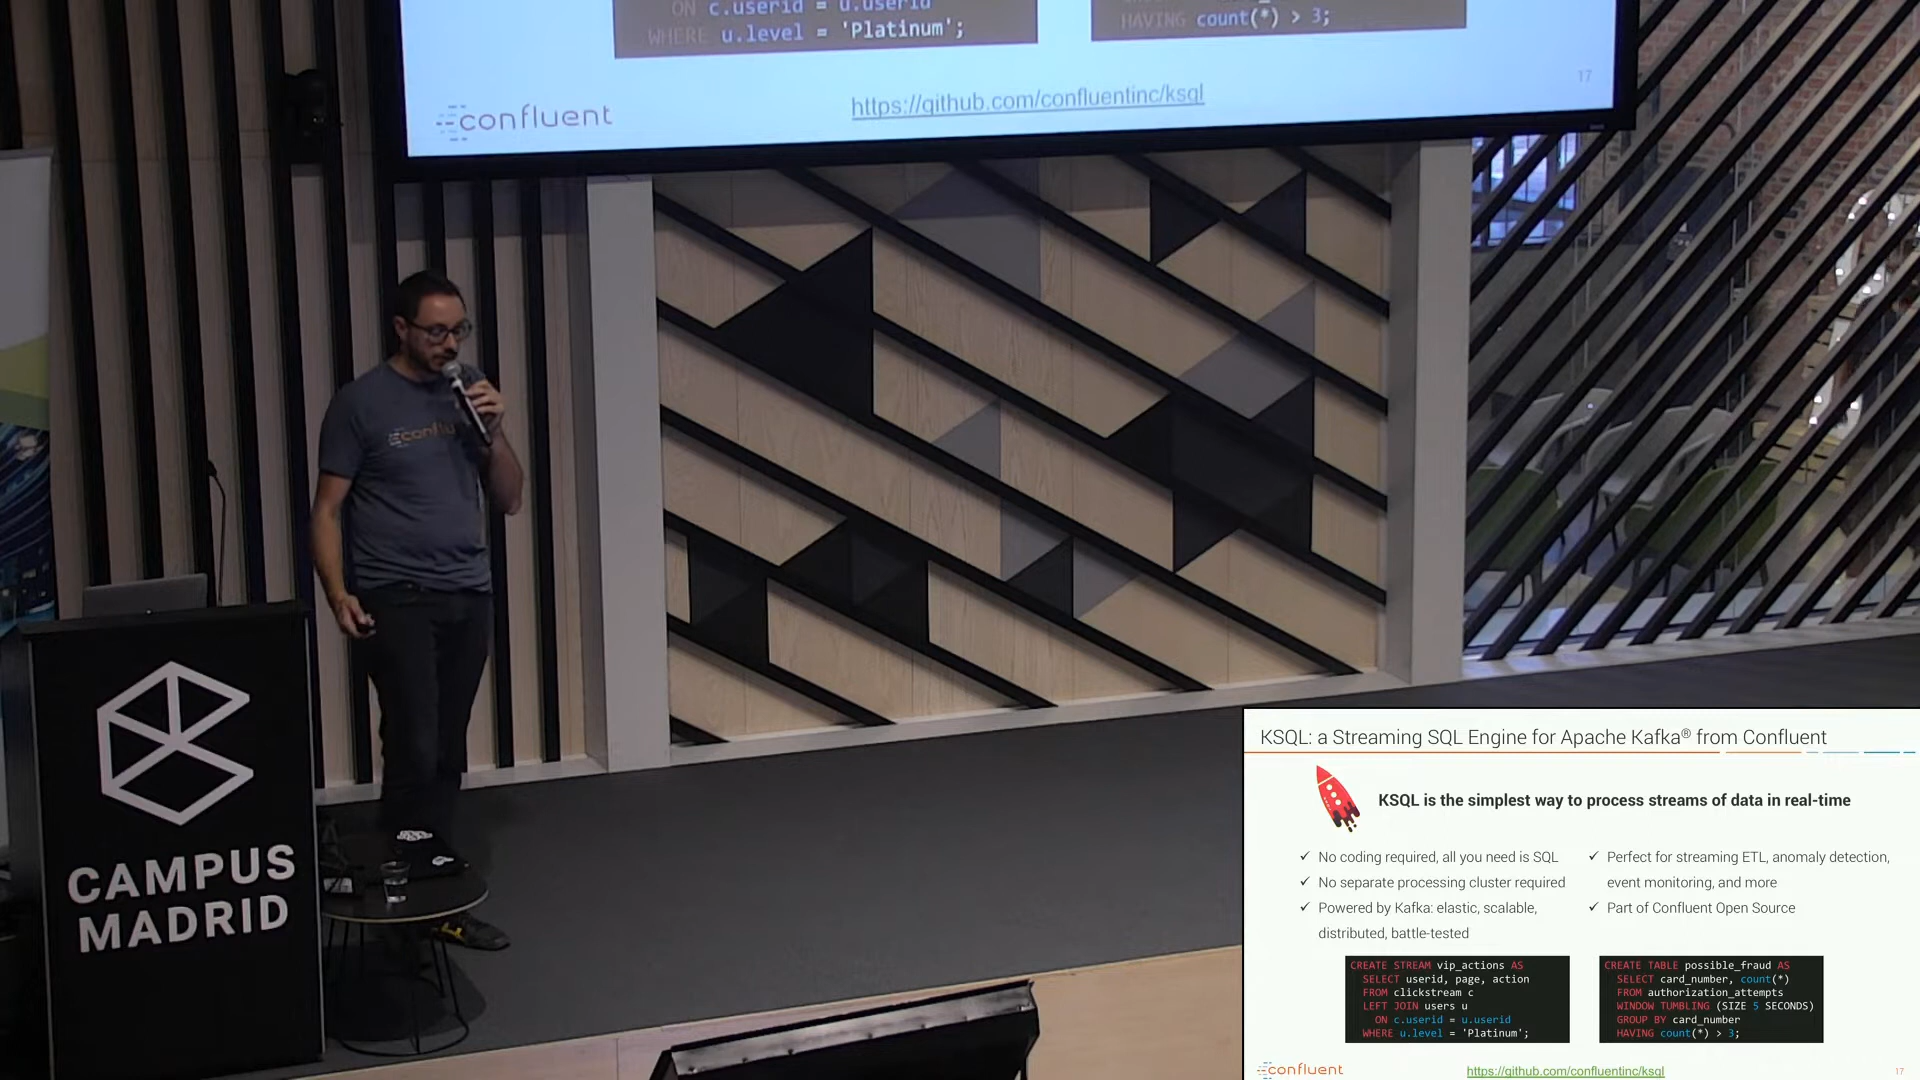 ON c.userid = u.userid
WHERE u.level = 'Platinum';
HAVING count(*) > 3;
17
confluent
https://github.com/confluentinc/ksql
conflu
CAMPUS
MADRID
KSQL: a Streaming SQL Engine for Apache Kafka® from Confluent
KSQL is the simplest way to process streams of data in real-time
✓ No coding required, all you need is SQL
✓ No separate processing cluster required
✓ Powered by Kafka: elastic, scalable,
distributed, battle-tested
✓ Perfect for streaming ETL, anomaly detection,
event monitoring, and more
✓ Part of Confluent Open Source
CREATE STREAM vip_actions AS
SELECT userid, page, action
FROM clickstream c
LEFT JOIN users u
ON c.userid = u.userid
WHERE u.level = 'Platinum';
CREATE TABLE possible_fraud AS
SELECT card_number, count(*)
FROM authorization_attempts
WINDOW TUMBLING (SIZE 5 SECONDS)
GROUP BY card_number
HAVING count(*) > 3;
confluent
https://github.com/confluentinc/ksql
17